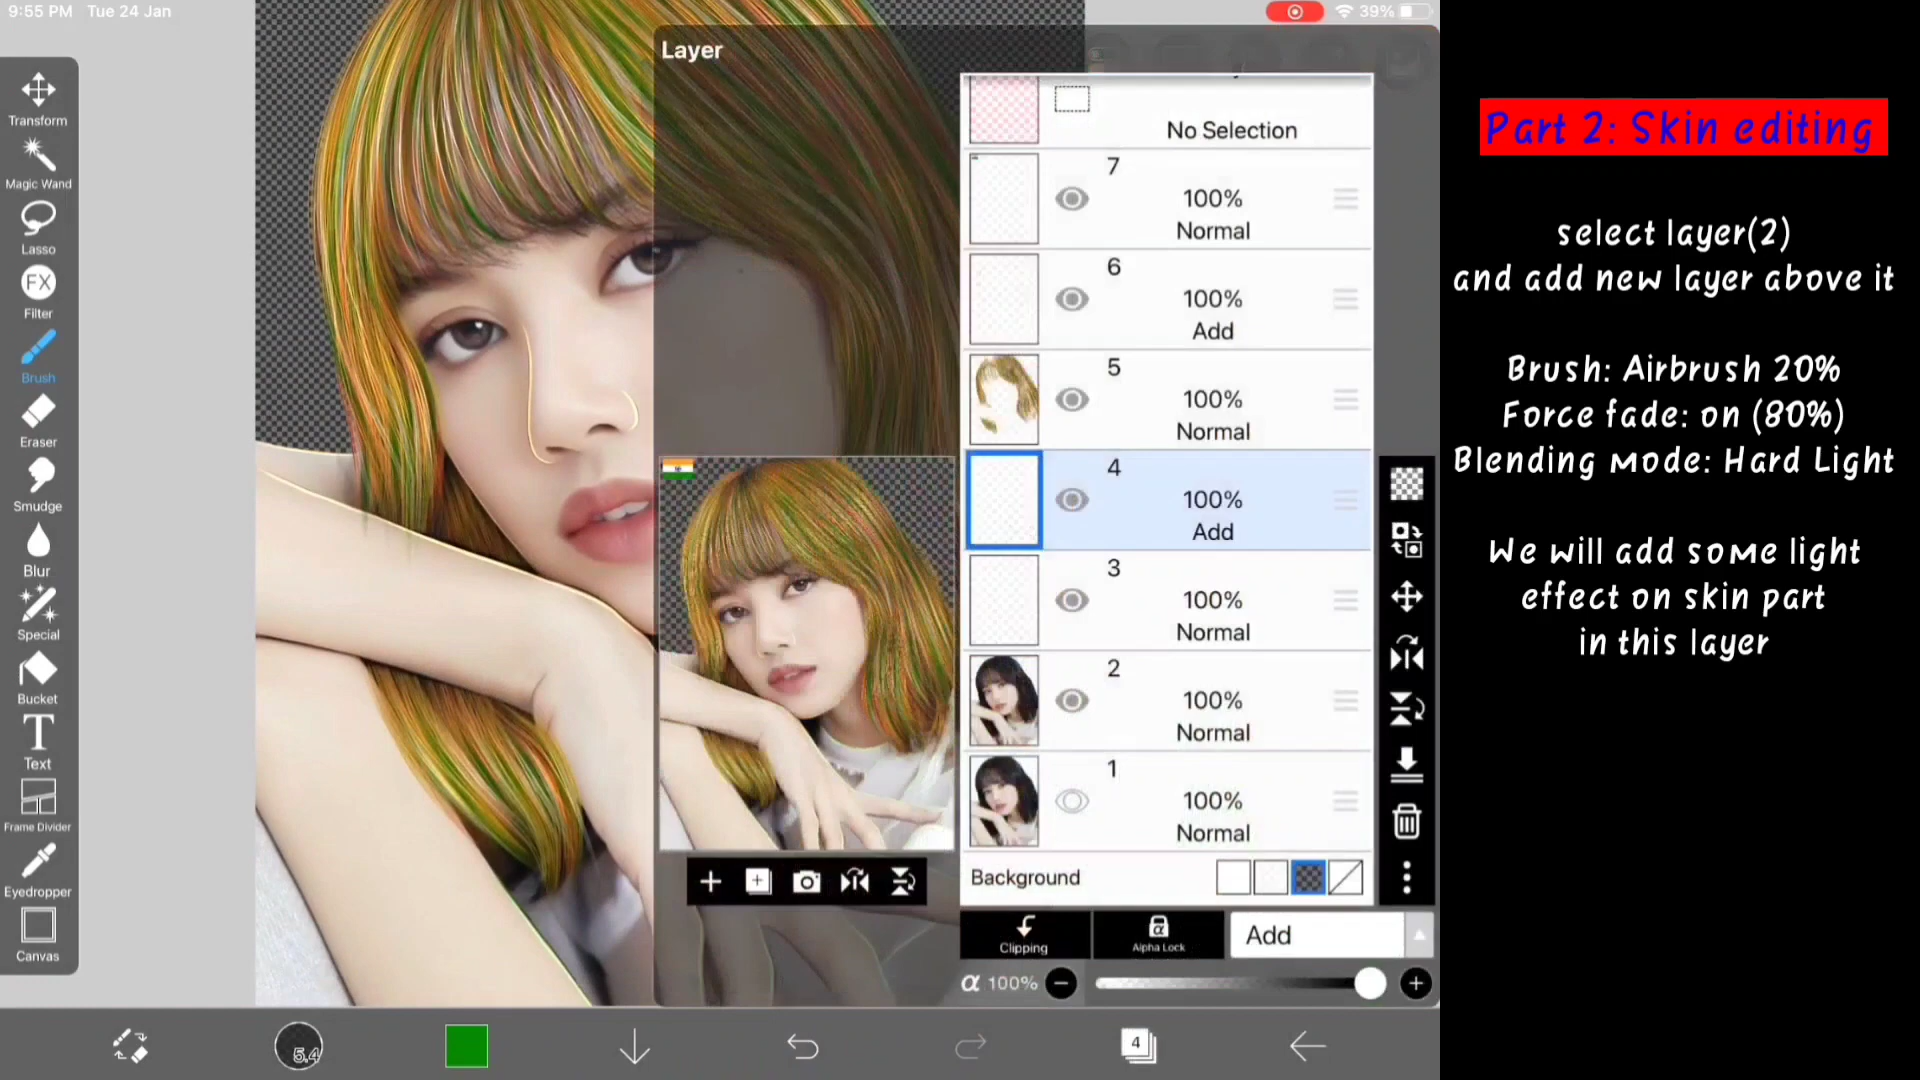 9:55 PM Tue 24 Jan
39%
Layer
Transform
Magic Wand
Lasso
FX
Filter
Brush
Eraser
Smudge
Blur
Special
Bucket
T
Text
Frame Divider
Eyedropper
Canvas
No Selection
7
100%
Normal
6
100%
Add
5
100%
Normal
4
100%
Add
3
100%
Normal
2
100%
Normal
1
100%
Normal
Background
Clipping
α
Alpha Lock
Add
α 100%
5.4
4
Part 2: Skin editing
select layer(2)
and add new layer above it
Brush: Airbrush 20%
Force fade: on (80%)
Blending Mode: Hard Light
We will add some light
effect on skin part
in this layer